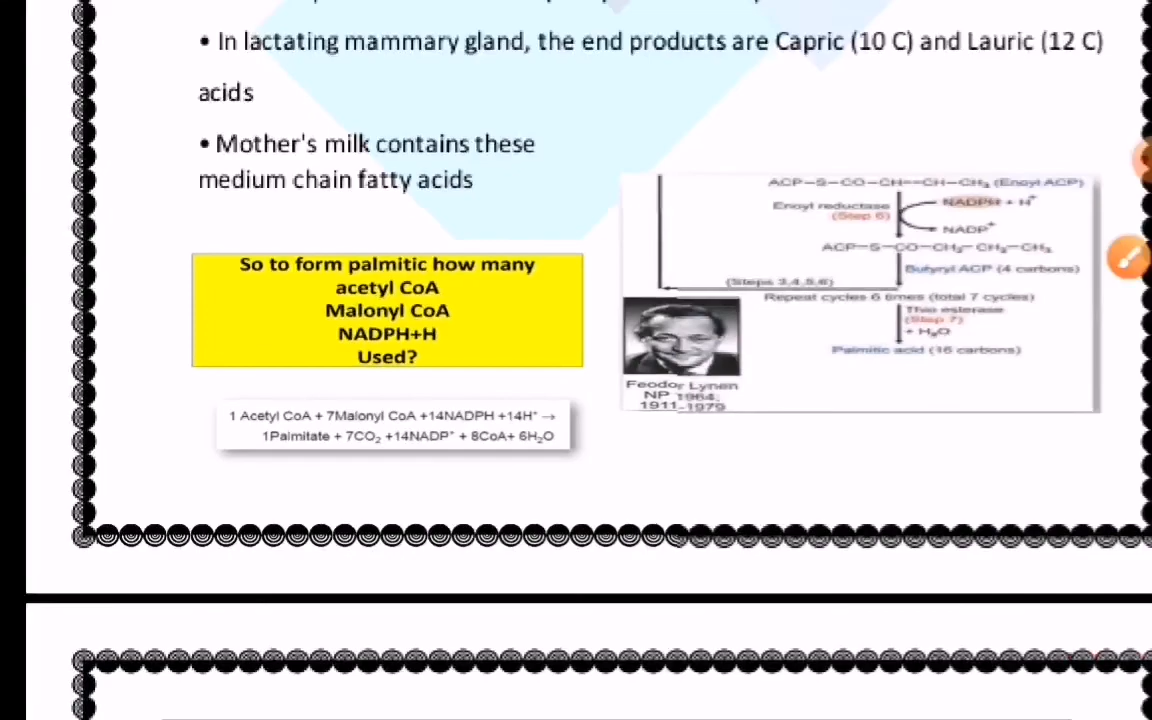 • In lactating mammary gland, the end products are Capric (10 C) and Lauric (12 C)
acids
• Mother's milk contains these
medium chain fatty acids
So to form palmitic how many
acetyl CoA
Malonyl CoA
NADPH+H
Used?
1 Acetyl CoA + 7Malonyl CoA +14NADPH +14H⁺ →
1Palmitate + 7CO₂ +14NADP⁺ + 8CoA+ 6H₂O
ACP–S–CO–CH═CH–CH₃ (Enoyl ACP)
Enoyl reductase
(Step 6)
NADPH + H⁺
NADP⁺
ACP–S–CO–CH₂–CH₂–CH₃
Butyryl ACP (4 carbons)
(Steps 3,4,5,6)
Repeat cycles 6 times (total 7 cycles)
Thio esterase
(Step 7)
+ H₂O
Palmitic acid (16 carbons)
Feodor Lynen
NP 1964;
1911-1979